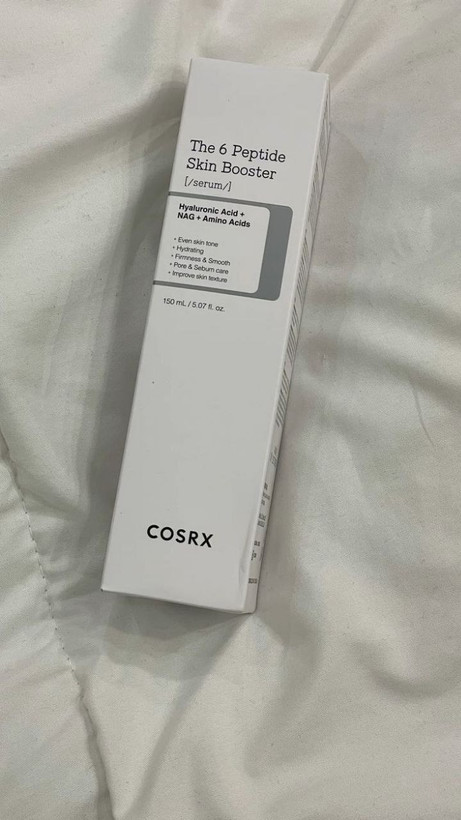 The 6 Peptide
Skin Booster
[/serum/]
Hyaluronic Acid +
NAG + Amino Acids
+ Even skin tone
+ Hydrating
+ Firmness & Smooth
+ Pore & Sebum care
+ Improve skin texture
150 mL / 5.07 fl. oz.
COSRX